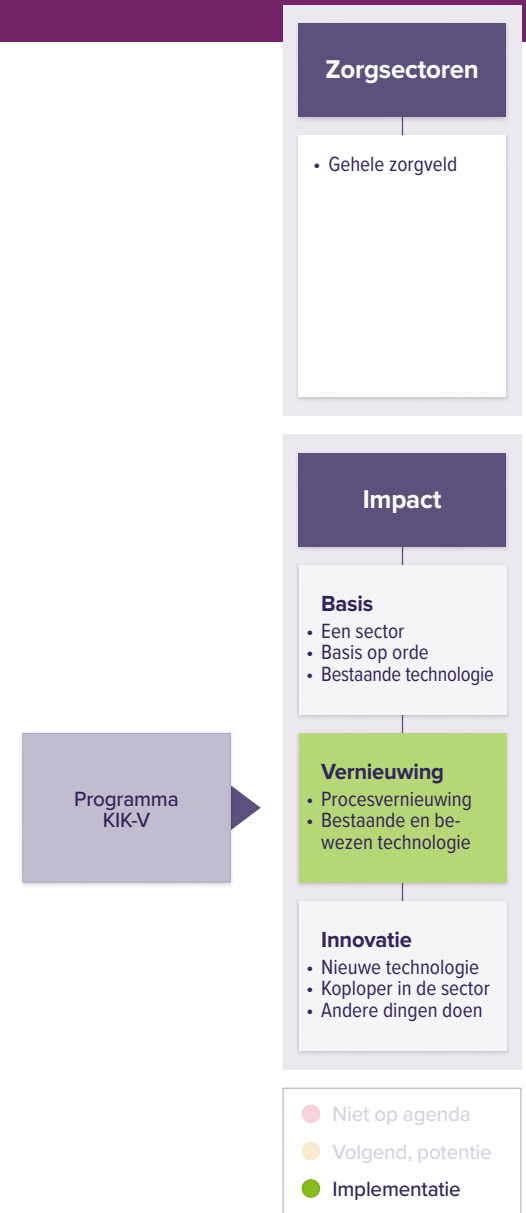 Zorgsectoren
• Gehele zorgveld
Impact
Basis
• Een sector
• Basis op orde
• Bestaande technologie
Programma
KIK-V
Vernieuwing
• Procesvernieuwing
• Bestaande en be-
wezen technologie
Innovatie
• Nieuwe technologie
• Koploper in de sector
• Andere dingen doen
Niet op agenda
Volgend, potentie
Implementatie